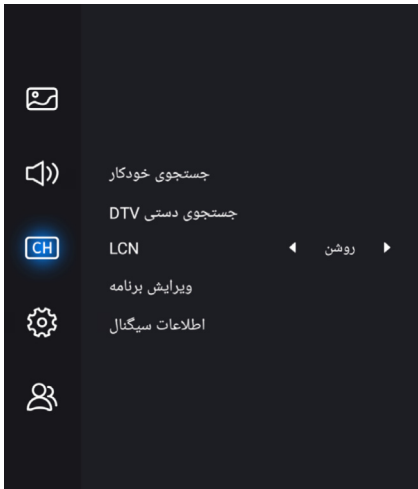 جستجوی خودکار
جستجوی دستی DTV
CH
LCN روشن
ویرایش برنامه
اطلاعات سیگنال